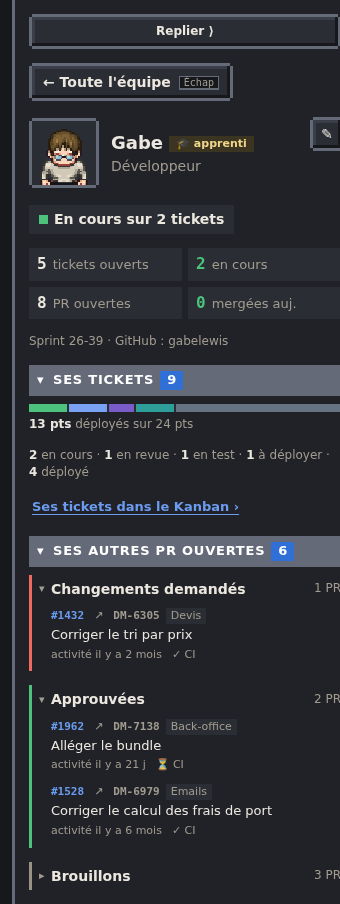 Replier ⟩
← Toute l'équipe Échap
Gabe 🎓 apprenti
✎
Développeur
En cours sur 2 tickets
5 tickets ouverts
2 en cours
8 PR ouvertes
0 mergées auj.
Sprint 26-39 · GitHub : gabelewis
▾ SES TICKETS 9
13 pts déployés sur 24 pts
2 en cours · 1 en revue · 1 en test · 1 à déployer ·
4 déployé
Ses tickets dans le Kanban ›
▾ SES AUTRES PR OUVERTES 6
▾ Changements demandés 1 PR
#1432 ↗ DM-6305 Devis
Corriger le tri par prix
activité il y a 2 mois ✓ CI
▾ Approuvées 2 PR
#1962 ↗ DM-7138 Back-office
Alléger le bundle
activité il y a 21 j ⏳ CI
#1528 ↗ DM-6979 Emails
Corriger le calcul des frais de port
activité il y a 6 mois ✓ CI
▸ Brouillons 3 PR